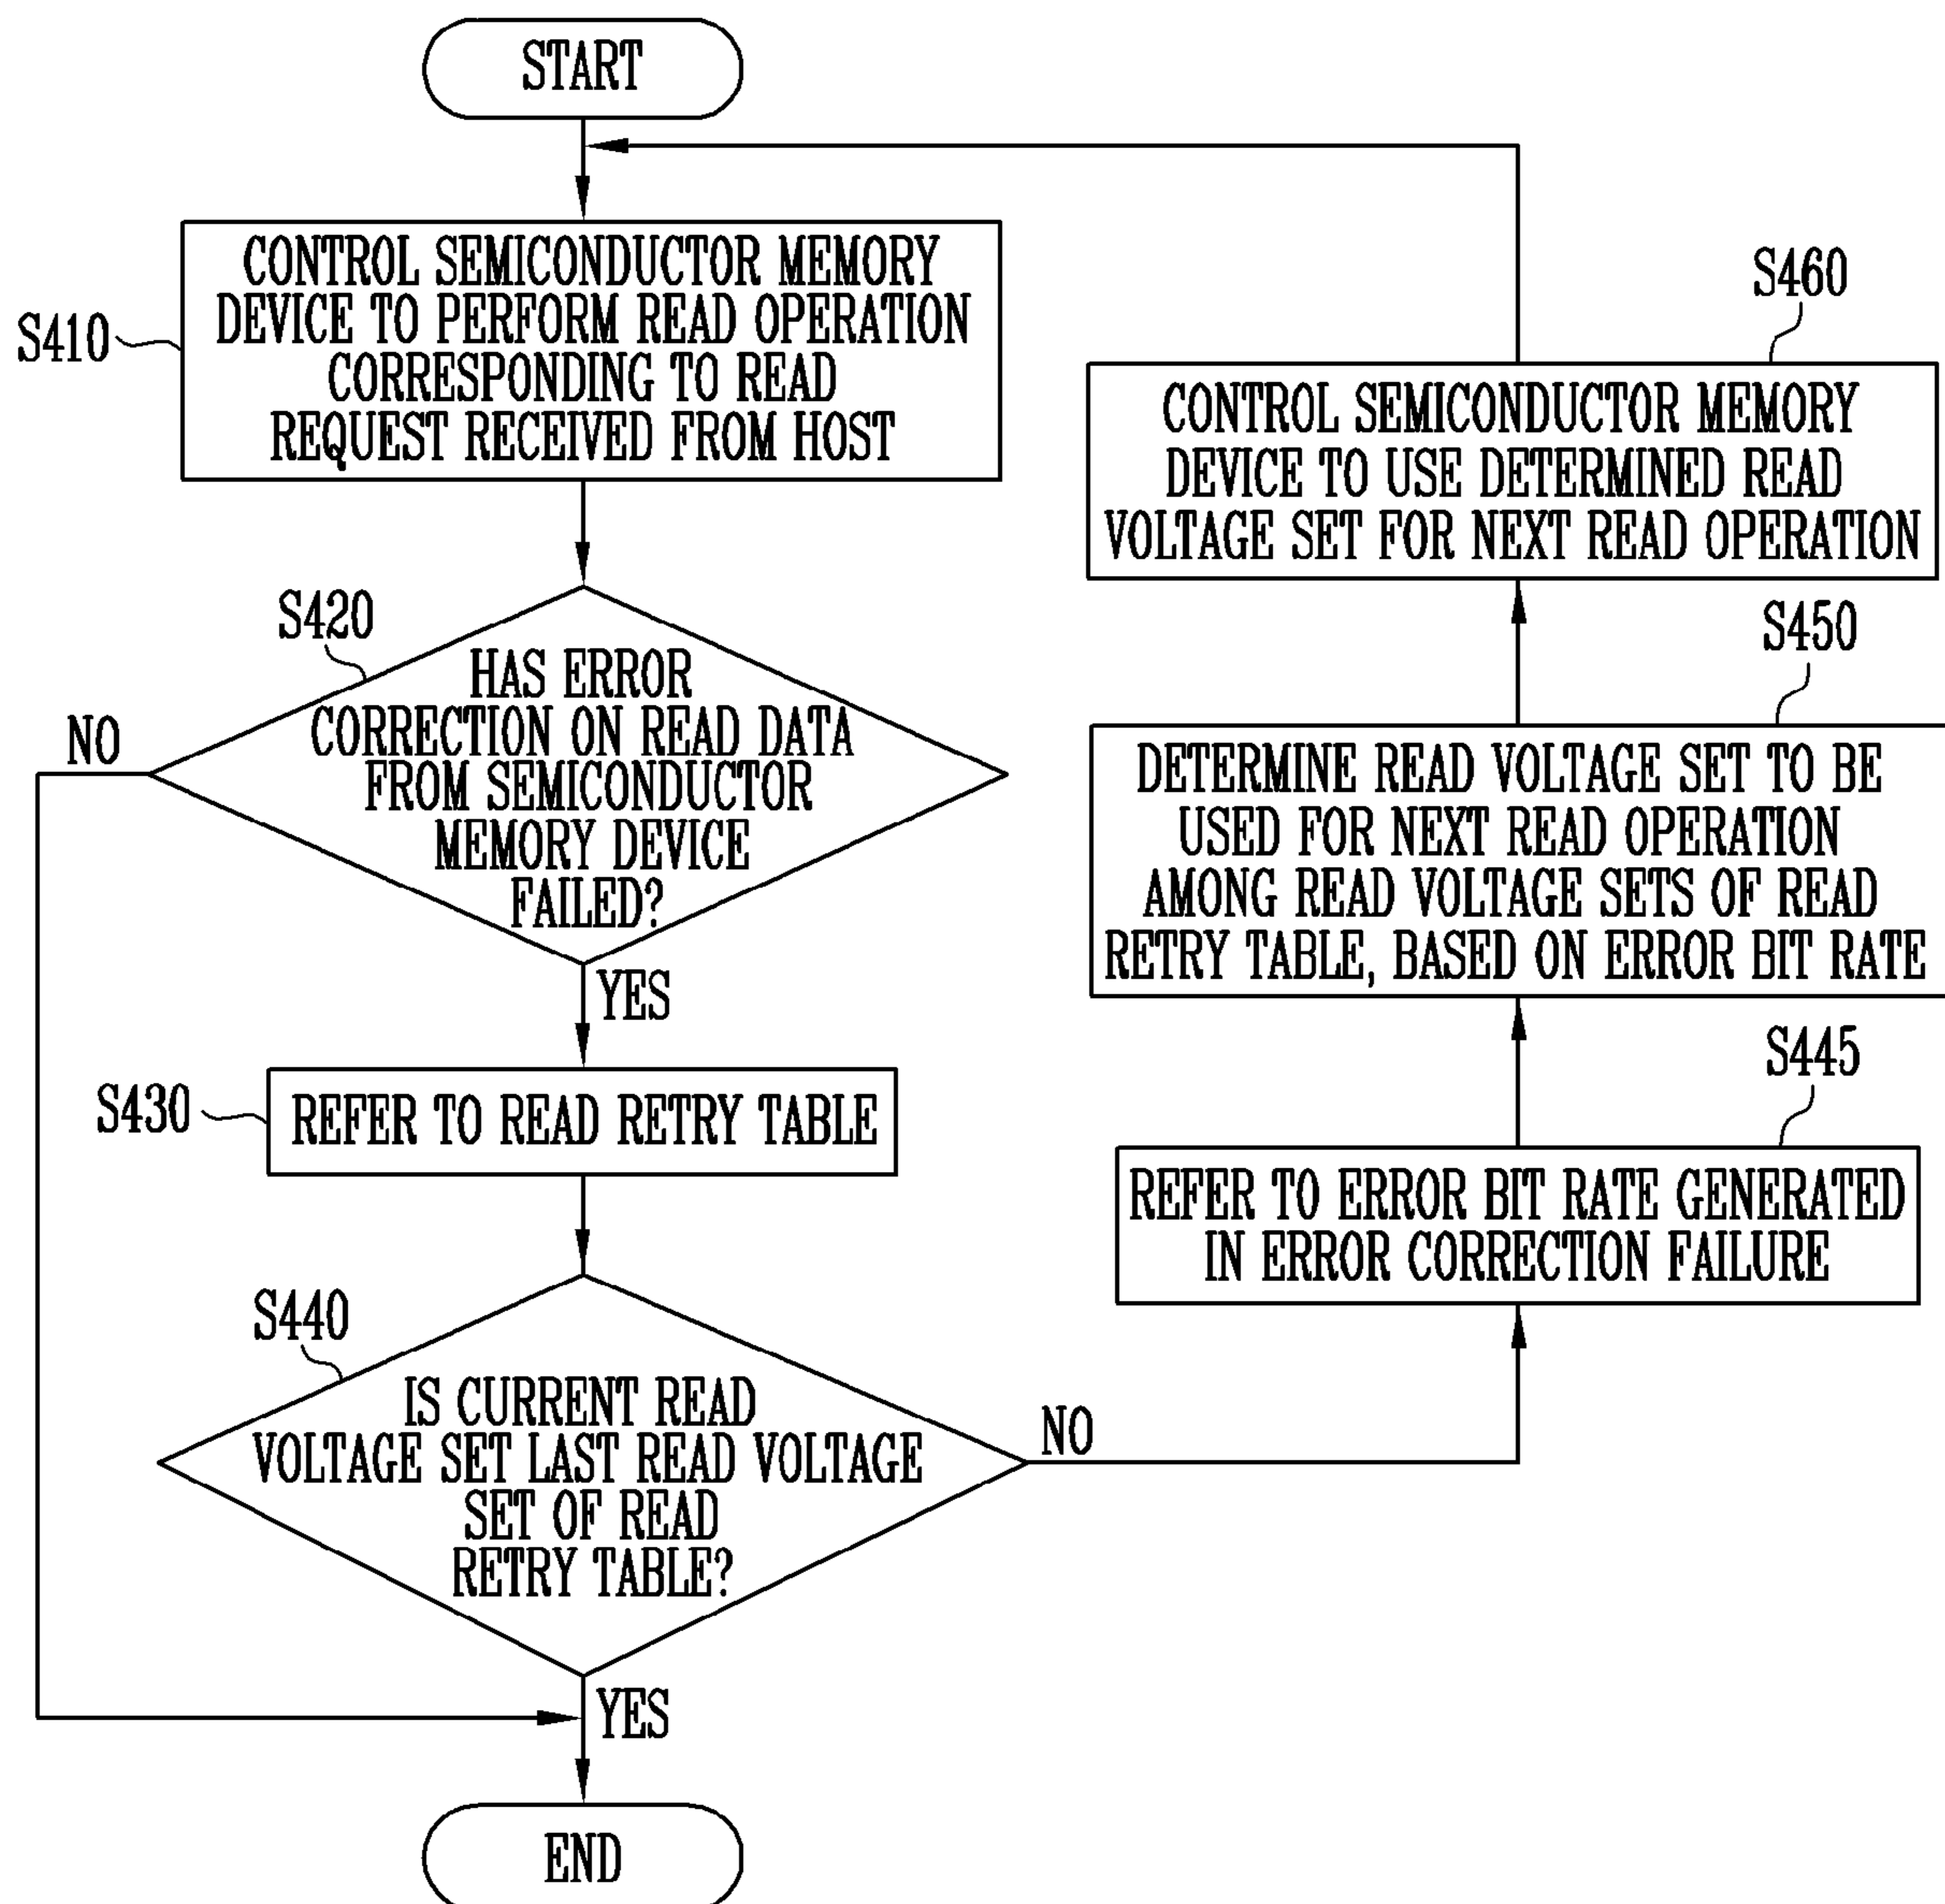 START
S410
CONTROL SEMICONDUCTOR MEMORY
DEVICE TO PERFORM READ OPERATION
CORRESPONDING TO READ
REQUEST RECEIVED FROM HOST
S420
HAS ERROR
CORRECTION ON READ DATA
FROM SEMICONDUCTOR
MEMORY DEVICE
FAILED?
NO
YES
S430
REFER TO READ RETRY TABLE
S440
IS CURRENT READ
VOLTAGE SET LAST READ VOLTAGE
SET OF READ
RETRY TABLE?
NO
YES
END
S460
CONTROL SEMICONDUCTOR MEMORY
DEVICE TO USE DETERMINED READ
VOLTAGE SET FOR NEXT READ OPERATION
S450
DETERMINE READ VOLTAGE SET TO BE
USED FOR NEXT READ OPERATION
AMONG READ VOLTAGE SETS OF READ
RETRY TABLE, BASED ON ERROR BIT RATE
S445
REFER TO ERROR BIT RATE GENERATED
IN ERROR CORRECTION FAILURE